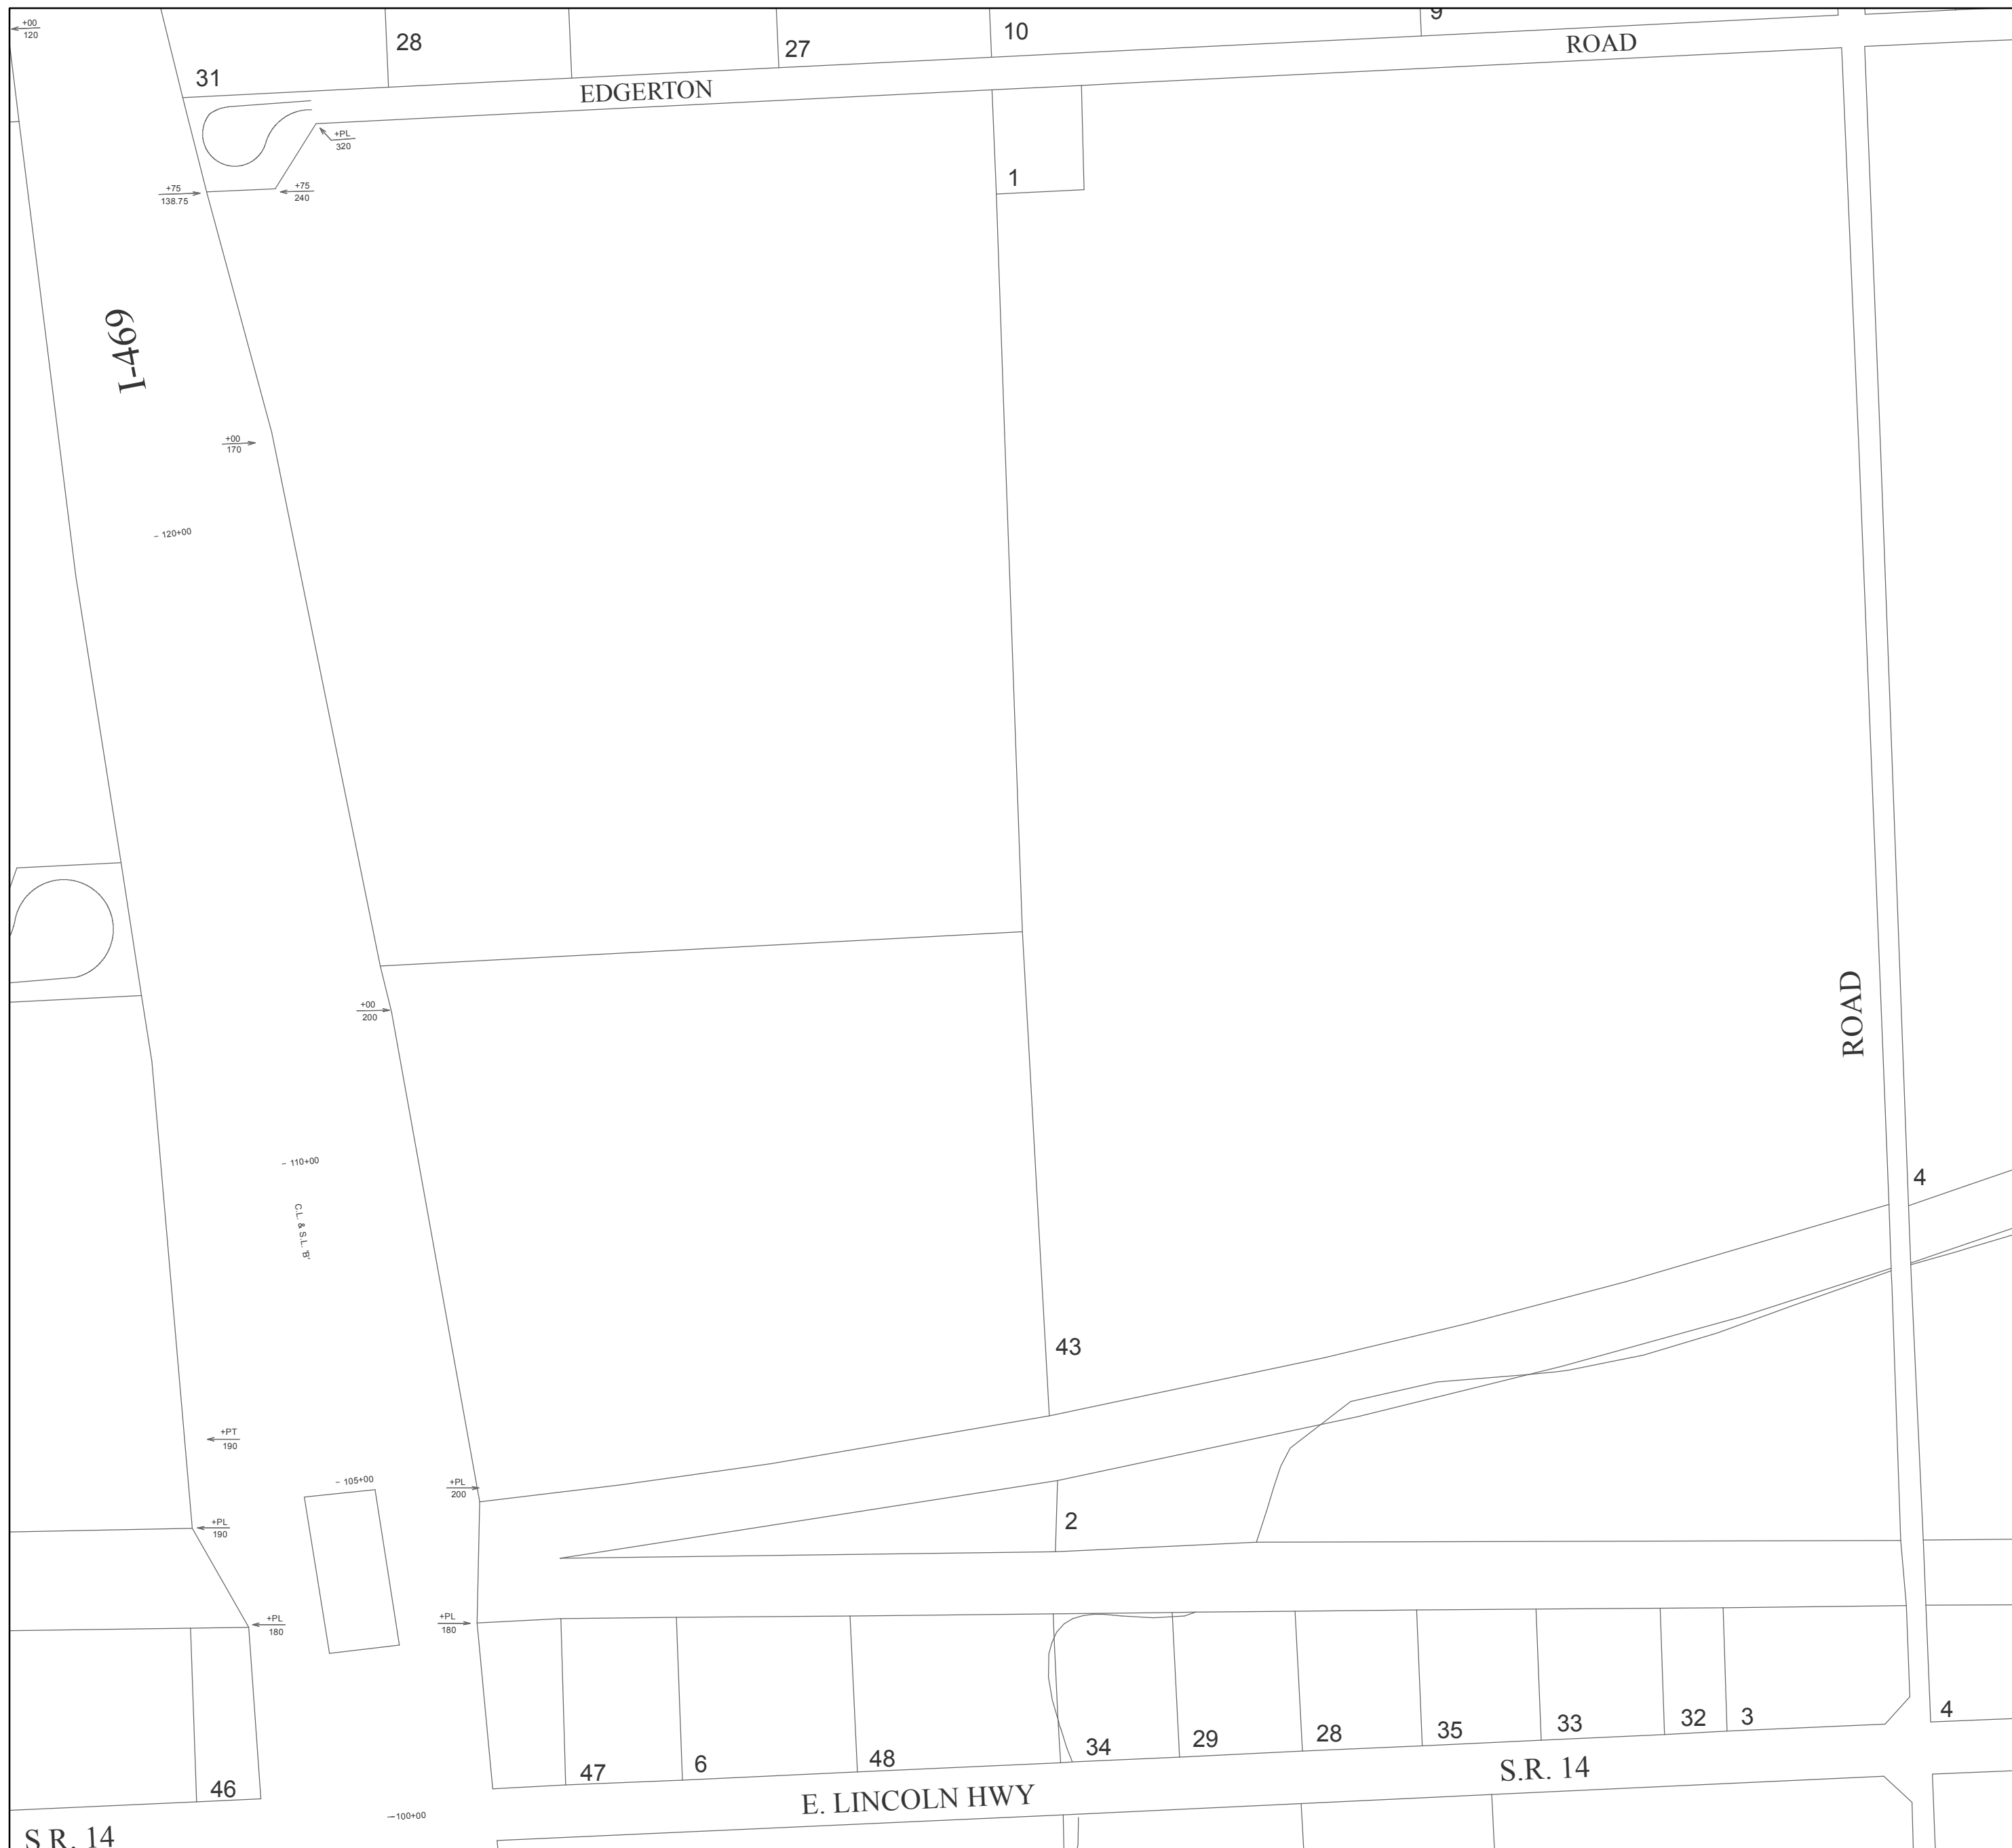 +00
120
28
27
10
9
ROAD
31
EDGERTON
+PL
320
+75
138.75
+75
240
1
I-469
+00
170
- 120+00
ROAD
+00
200
- 110+00
4
C.L. & S.L. 'B'
43
+PT
190
- 105+00
+PL
200
+PL
190
2
+PL
180
+PL
180
47
6
48
34
29
28
35
33
32
3
4
46
S.R. 14
E. LINCOLN HWY
-100+00
S.R. 14